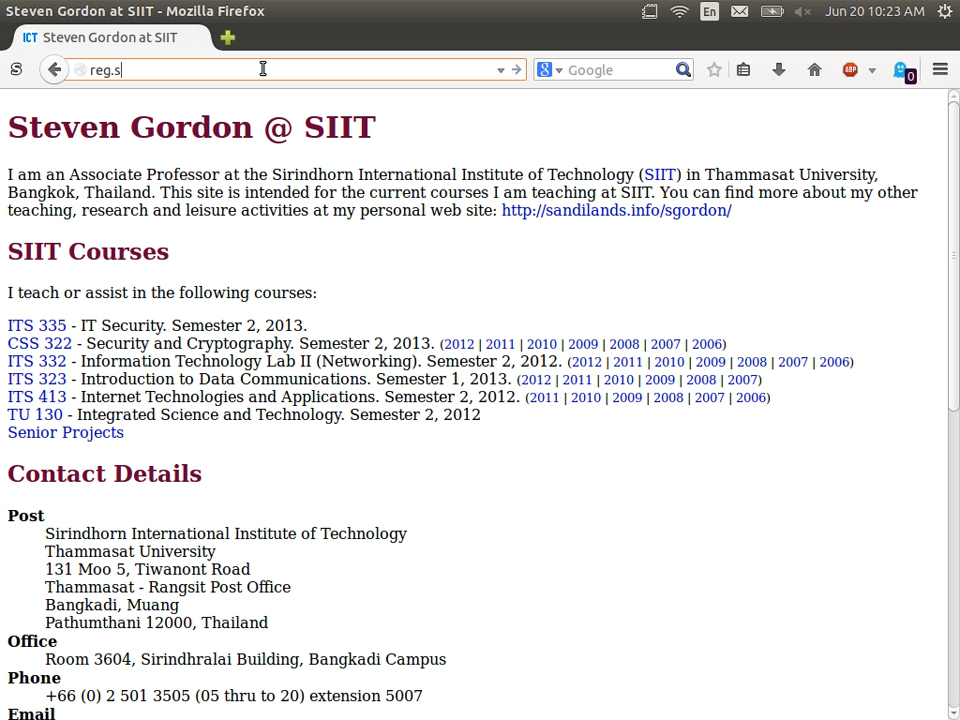 Steven Gordon at SIIT - Mozilla Firefox
En
Jun 20 10:23 AM
ICT Steven Gordon at SIIT
S
reg.s
8 Google
ABP
0
Steven Gordon @ SIIT
I am an Associate Professor at the Sirindhorn International Institute of Technology (SIIT) in Thammasat University,
Bangkok, Thailand. This site is intended for the current courses I am teaching at SIIT. You can find more about my other
teaching, research and leisure activities at my personal web site: http://sandilands.info/sgordon/
SIIT Courses
I teach or assist in the following courses:
ITS 335 - IT Security. Semester 2, 2013.
CSS 322 - Security and Cryptography. Semester 2, 2013. (2012 | 2011 | 2010 | 2009 | 2008 | 2007 | 2006)
ITS 332 - Information Technology Lab II (Networking). Semester 2, 2012. (2012 | 2011 | 2010 | 2009 | 2008 | 2007 | 2006)
ITS 323 - Introduction to Data Communications. Semester 1, 2013. (2012 | 2011 | 2010 | 2009 | 2008 | 2007)
ITS 413 - Internet Technologies and Applications. Semester 2, 2012. (2011 | 2010 | 2009 | 2008 | 2007 | 2006)
TU 130 - Integrated Science and Technology. Semester 2, 2012
Senior Projects
Contact Details
Post
Sirindhorn International Institute of Technology
Thammasat University
131 Moo 5, Tiwanont Road
Thammasat - Rangsit Post Office
Bangkadi, Muang
Pathumthani 12000, Thailand
Office
Room 3604, Sirindhralai Building, Bangkadi Campus
Phone
+66 (0) 2 501 3505 (05 thru to 20) extension 5007
Email